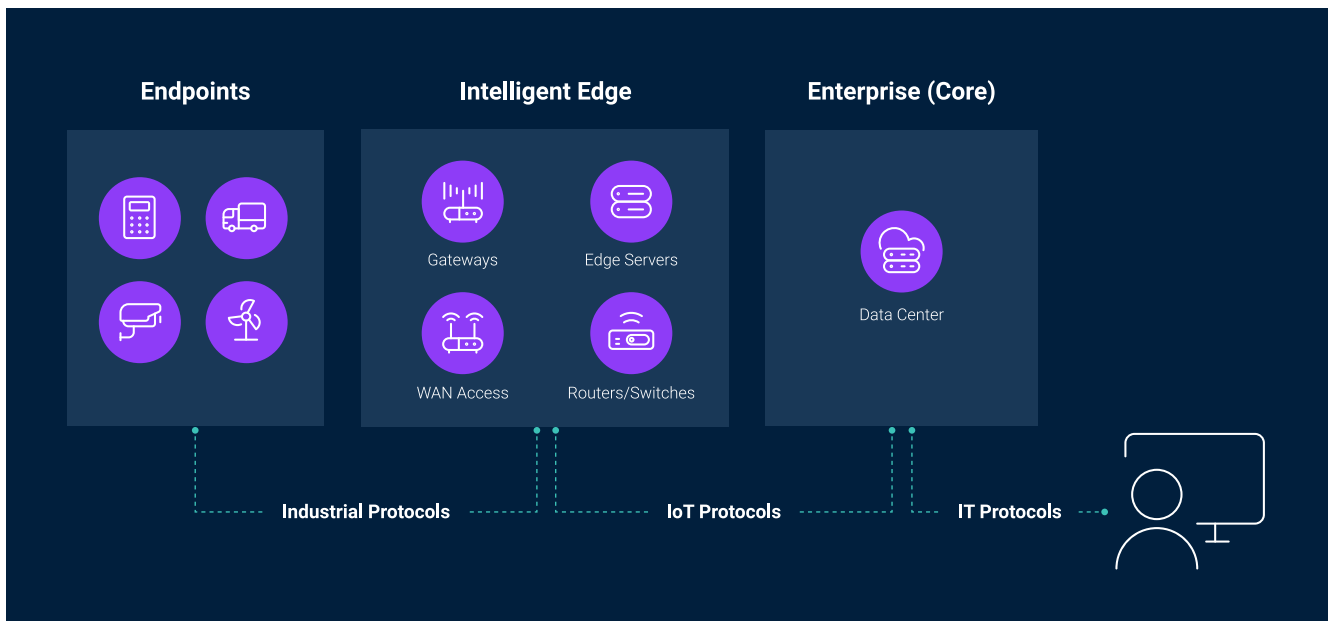 Endpoints
Intelligent Edge
Enterprise (Core)
Gateways
Edge Servers
Data Center
WAN Access
Routers/Switches
Industrial Protocols
IoT Protocols
IT Protocols